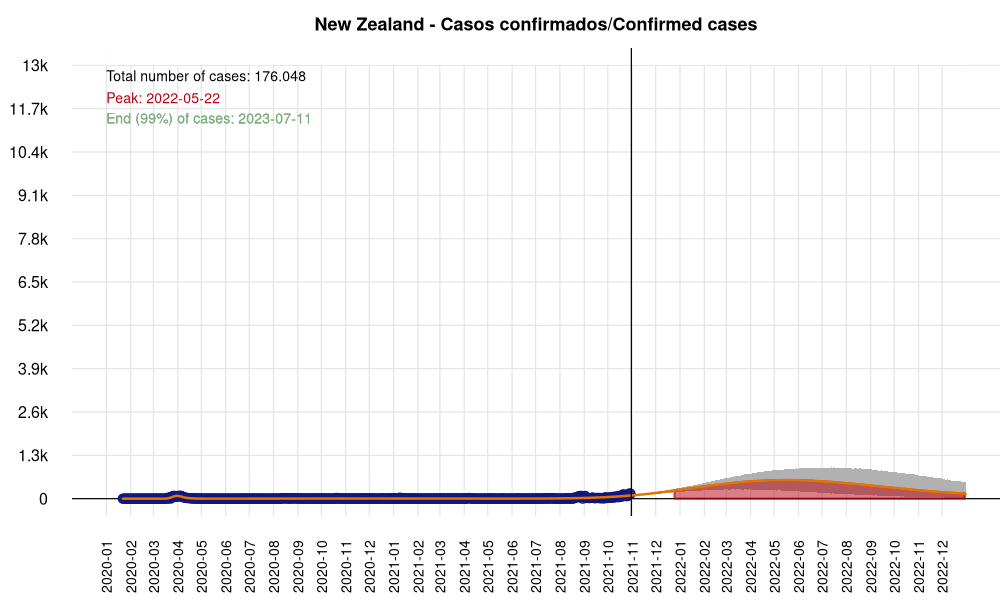 New Zealand - Casos confirmados/Confirmed cases
Total number of cases: 176.048
Peak: 2022-05-22
End (99%) of cases: 2023-07-11
13k
11.7k
10.4k
9.1k
7.8k
6.5k
5.2k
3.9k
2.6k
1.3k
0
2020-01
2020-02
2020-03
2020-04
2020-05
2020-06
2020-07
2020-08
2020-09
2020-10
2020-11
2020-12
2021-01
2021-02
2021-03
2021-04
2021-05
2021-06
2021-07
2021-08
2021-09
2021-10
2021-11
2021-12
2022-01
2022-02
2022-03
2022-04
2022-05
2022-06
2022-07
2022-08
2022-09
2022-10
2022-11
2022-12